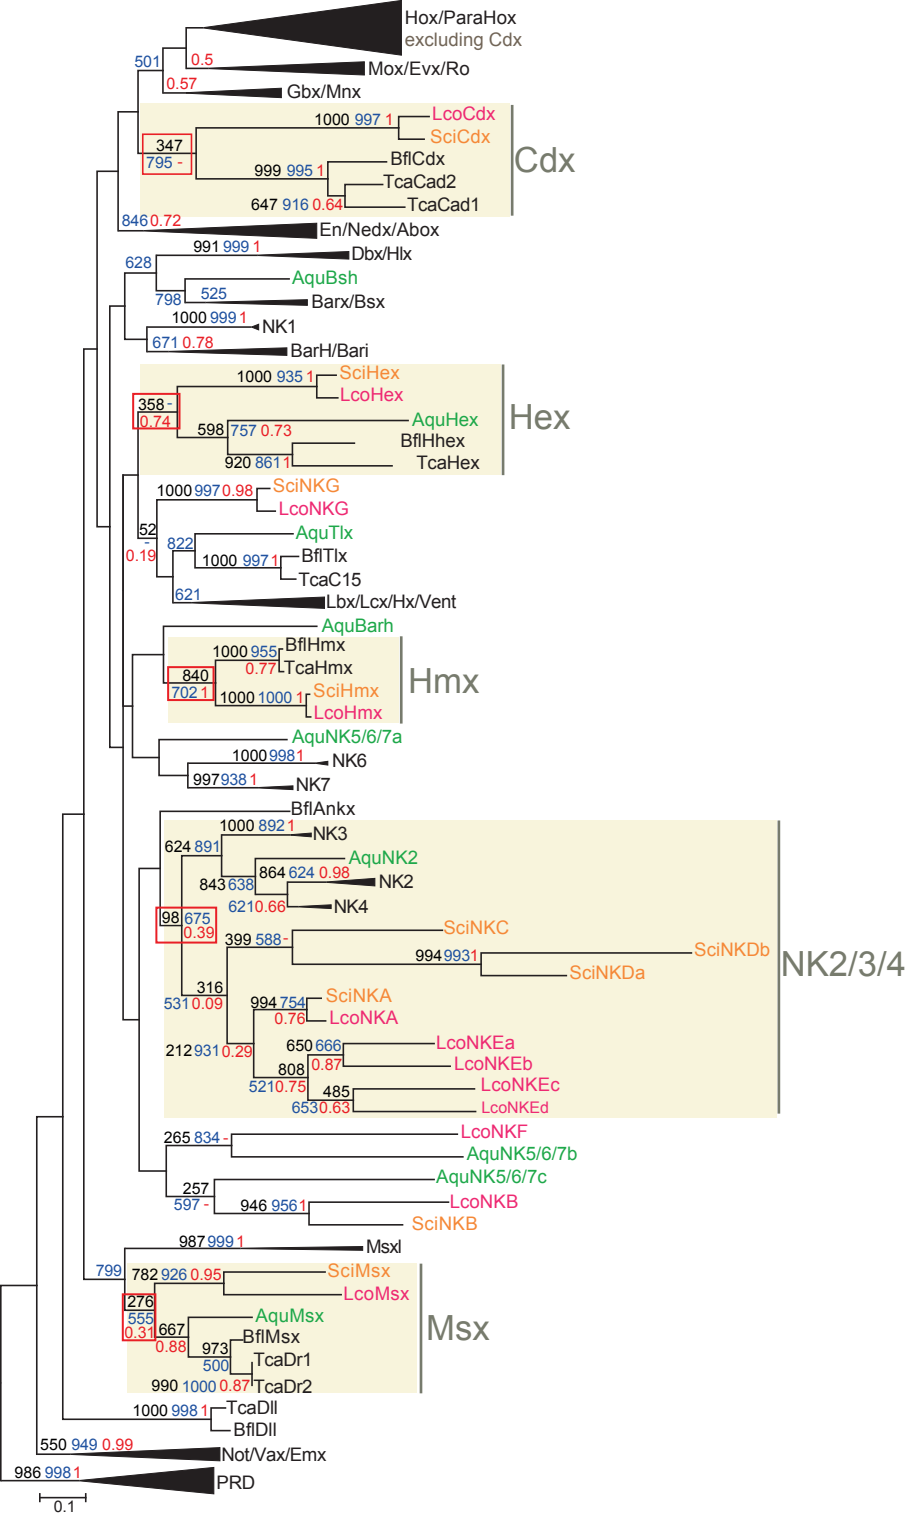 Hox/ParaHox
excluding Cdx
501
0.5
Mox/Evx/Ro
0.57
Gbx/Mnx
1000 997 1
LcoCdx
SciCdx
347
795 -
BflCdx
999 995 1
TcaCad2
647 916 0.64
TcaCad1
Cdx
846 0.72
En/Nedx/Abox
991 999 1
Dbx/Hlx
628
AquBsh
798
525
Barx/Bsx
1000 999 1
NK1
671 0.78
BarH/Bari
SciHex
1000 935 1
LcoHex
358 -
0.74
AquHex
598
757 0.73
BflHhex
920 861 1
TcaHex
Hex
SciNKG
1000 997 0.98
LcoNKG
52
-
0.19
AquTlx
822
BflTlx
1000 997 1
TcaC15
621
Lbx/Lcx/Hx/Vent
AquBarh
BflHmx
1000 955
0.77
TcaHmx
840
702 1
SciHmx
1000 1000 1
LcoHmx
Hmx
AquNK5/6/7a
1000 998 1
NK6
997 938 1
NK7
BflAnkx
1000 892 1
NK3
624 891
AquNK2
864 624 0.98
843 638
NK2
621 0.66
NK4
98 675
0.39
SciNKC
399 588 -
SciNKDb
994 993 1
SciNKDa
316
531 0.09
SciNKA
994 754
0.76
LcoNKA
212 931 0.29
LcoNKEa
650 666
0.87
LcoNKEb
808
521 0.75
LcoNKEc
485
653 0.63
LcoNKEd
NK2/3/4
LcoNKF
265 834 -
AquNK5/6/7b
AquNK5/6/7c
257
597 -
LcoNKB
946 956 1
SciNKB
987 999 1
Msxl
799
782 926 0.95
SciMsx
LcoMsx
276
555
0.31
AquMsx
667
0.88
BflMsx
973
500
TcaDr1
990 1000 0.87
TcaDr2
Msx
TcaDll
1000 998 1
BflDll
550 949 0.99
Not/Vax/Emx
986 998 1
PRD
0.1